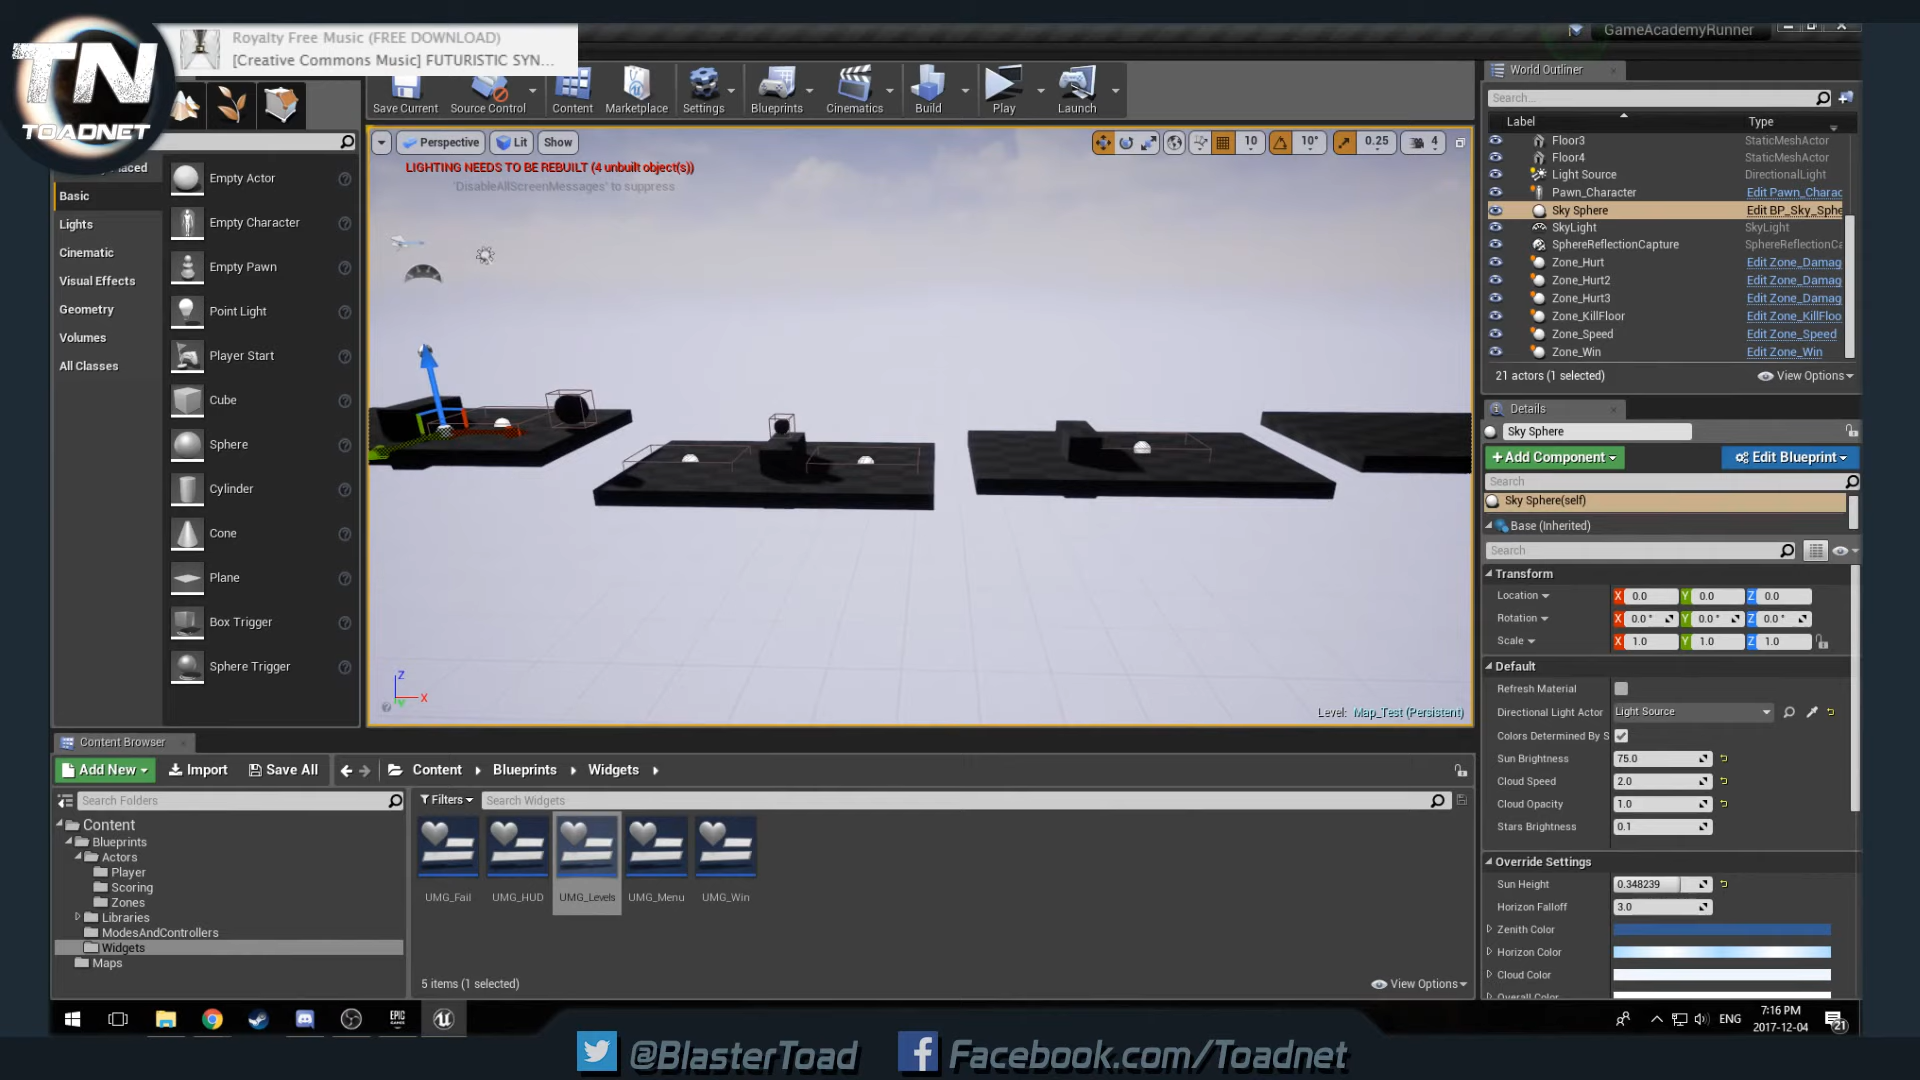 TN
TOADNET
Royalty Free Music (FREE DOWNLOAD)
[Creative Commons Music] FUTURISTIC SYN...
GameAcademyRunner
Save Current
Source Control
Content
Marketplace
Settings
Blueprints
Cinematics
Build
Play
Launch
Basic
Lights
Cinematic
Visual Effects
Geometry
Volumes
All Classes
Empty Actor
Empty Character
Empty Pawn
Point Light
Player Start
Cube
Sphere
Cylinder
Cone
Plane
Box Trigger
Sphere Trigger
Perspective
Lit
Show
10
10°
0.25
4
LIGHTING NEEDS TO BE REBUILT (4 unbuilt object(s))
'DisableAllScreenMessages' to suppress
Z
X
Y
Level: Map_Test (Persistent)
World Outliner
Search...
Label Type
Floor3 StaticMeshActor
Floor4 StaticMeshActor
Light Source DirectionalLight
Pawn_Character Edit Pawn_Charac
Sky Sphere Edit BP_Sky_Sphe
SkyLight SkyLight
SphereReflectionCapture SphereReflectionCa
Zone_Hurt Edit Zone_Damag
Zone_Hurt2 Edit Zone_Damag
Zone_Hurt3 Edit Zone_Damag
Zone_KillFloor Edit Zone_KillFloo
Zone_Speed Edit Zone_Speed
Zone_Win Edit Zone_Win
21 actors (1 selected)
View Options
Details
Sky Sphere
+Add Component
Edit Blueprint
Search
Sky Sphere(self)
Base (Inherited)
Search
Transform
Location X 0.0 Y 0.0 Z 0.0
Rotation X 0.0 ° Y 0.0 ° Z 0.0 °
Scale X 1.0 Y 1.0 Z 1.0
Default
Refresh Material
Directional Light Actor Light Source
Colors Determined By S
Sun Brightness 75.0
Cloud Speed 2.0
Cloud Opacity 1.0
Stars Brightness 0.1
Override Settings
Sun Height 0.348239
Horizon Falloff 3.0
Zenith Color
Horizon Color
Cloud Color
Overall Color
Content Browser
Add New
Import
Save All
Content
Blueprints
Widgets
Search Folders
Filters
Search Widgets
Content
Blueprints
Actors
Player
Scoring
Zones
Libraries
ModesAndControllers
Widgets
Maps
UMG_Fail
UMG_HUD
UMG_Levels
UMG_Menu
UMG_Win
5 items (1 selected)
View Options
EPIC
GAMES
ENG
7:16 PM
2017-12-04
21
@BlasterToad
Facebook.com/Toadnet